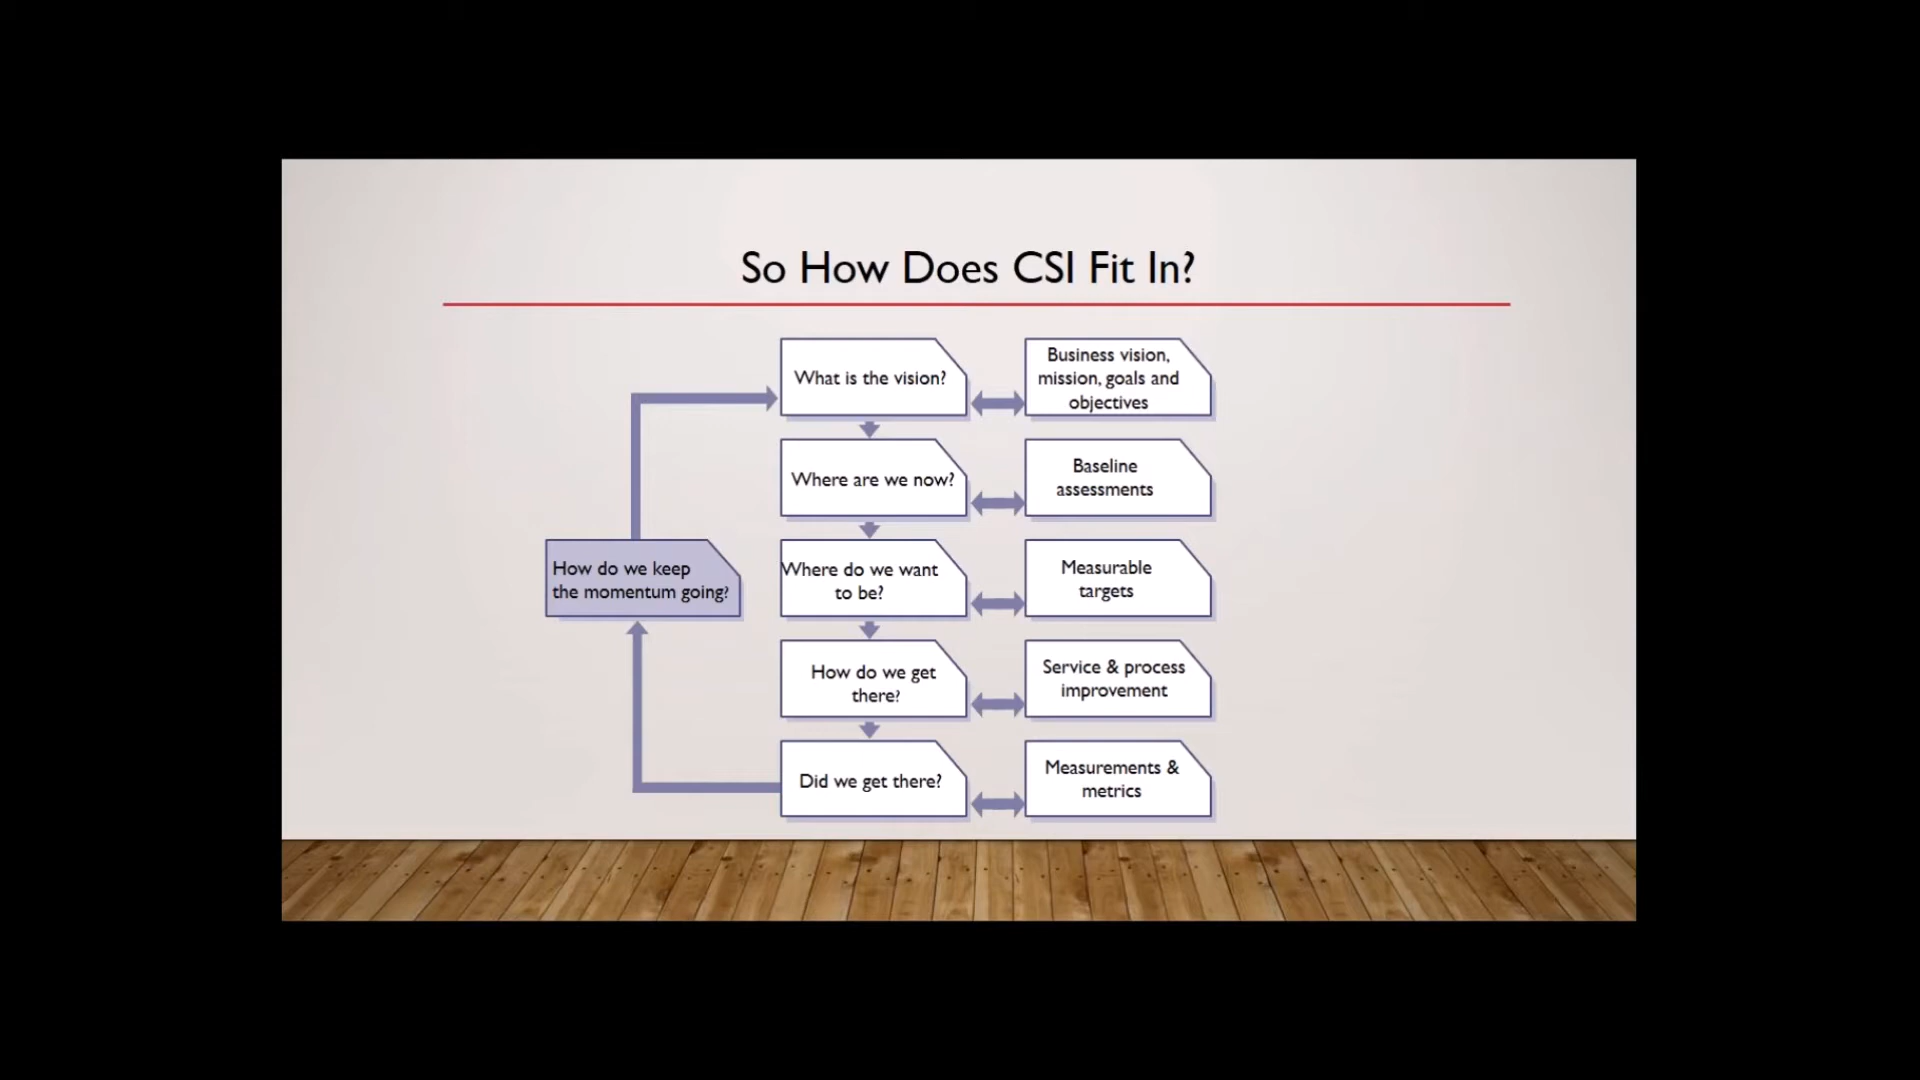 So How Does CSI Fit In?
What is the vision?
Business vision,
mission, goals and
objectives
Where are we now?
Baseline
assessments
How do we keep
the momentum going?
Where do we want
to be?
Measurable
targets
How do we get
there?
Service & process
improvement
Did we get there?
Measurements &
metrics